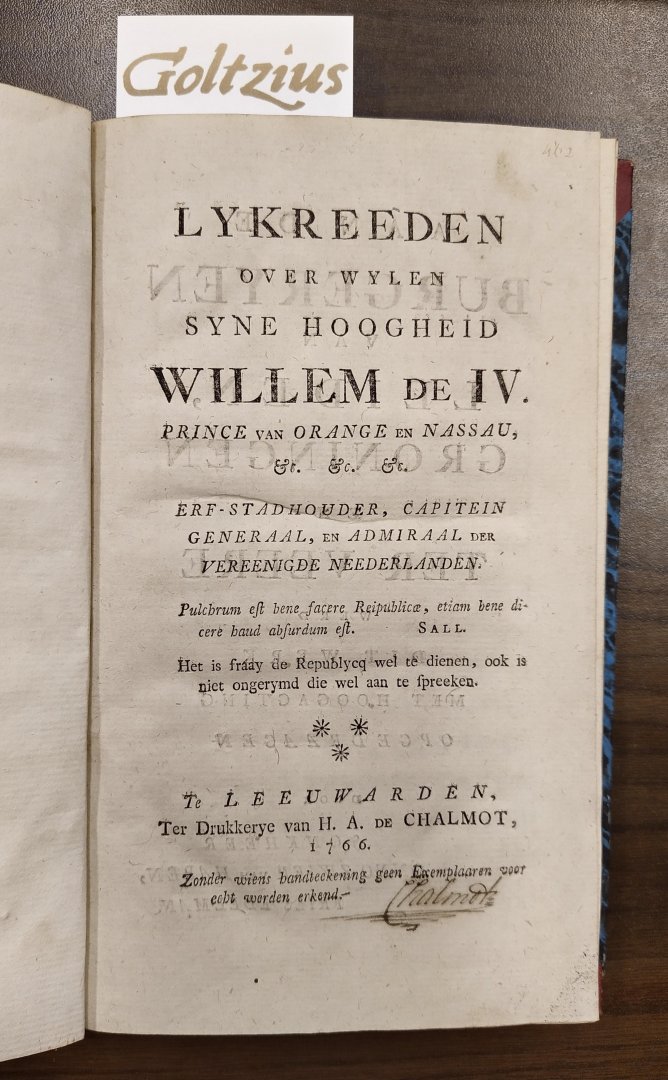 Goltzius
LYKREEDEN
OVER WYLEN
SYNE HOOGHEID
WILLEM DE IV.
PRINCE VAN ORANGE EN NASSAU,
&c. &c. &c.
ERF-STADHOUDER, CAPITEIN
GENERAAL, EN ADMIRAAL DER
VEREENIGDE NEEDERLANDEN.
Pulchrum eſt bene facere Reipublicæ, etiam bene di-
cere haud abſurdum eſt. SALL.
Het is fraay de Republycq wel te dienen, ook is
niet ongerymd die wel aan te ſpreeken.
Te LEEUWARDEN,
Ter Drukkerye van H. A. DE CHALMOT,
1766.
Zonder wiens handteekening geen Exemplaaren voor
echt worden erkend.
Chalmot